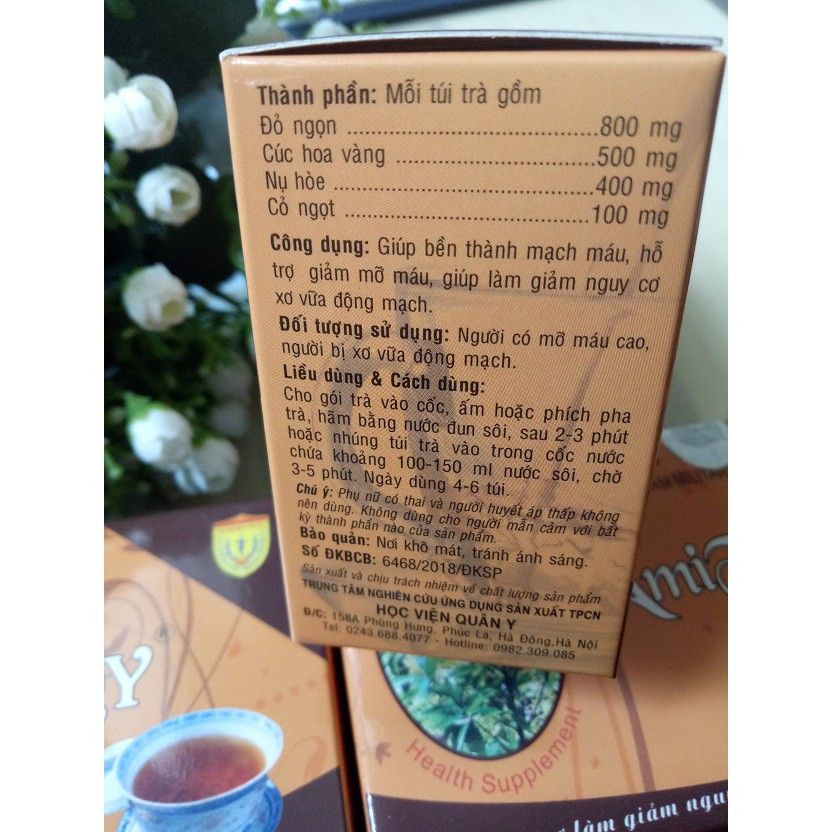 Thành phần: Mỗi túi trà gồm
Đỏ ngọn ........................................800 mg
Cúc hoa vàng ................................500 mg
Nụ hòe ..........................................400 mg
Cỏ ngọt ........................................100 mg
Công dụng: Giúp bền thành mạch máu, hỗ
trợ giảm mỡ máu, giúp làm giảm nguy cơ
xơ vữa động mạch.
Đối tượng sử dụng: Người có mỡ máu cao,
người bị xơ vữa động mạch.
Liều dùng & Cách dùng:
Cho gói trà vào cốc, ấm hoặc phích pha
trà, hãm bằng nước đun sôi, sau 2-3 phút
hoặc nhúng túi trà vào trong cốc nước
chứa khoảng 100-150 ml nước sôi, chờ
3-5 phút. Ngày dùng 4-6 túi.
Chú ý: Phụ nữ có thai và người huyết áp thấp không
nên dùng. Không dùng cho người mẫn cảm với bất
kỳ thành phần nào của sản phẩm.
Bảo quản: Nơi khô mát, tránh ánh sáng.
Số ĐKBCB: 6468/2018/ĐKSP
Sản xuất và chịu trách nhiệm về chất lượng sản phẩm
TRUNG TÂM NGHIÊN CỨU ỨNG DỤNG SẢN XUẤT TPCN
HỌC VIỆN QUÂN Y
Đ/C: 158A Phùng Hưng, Phúc La, Hà Đông, Hà Nội
Tel: 0243.688.4077 - Hotline: 0982.309.085
Health Supplement
làm giảm